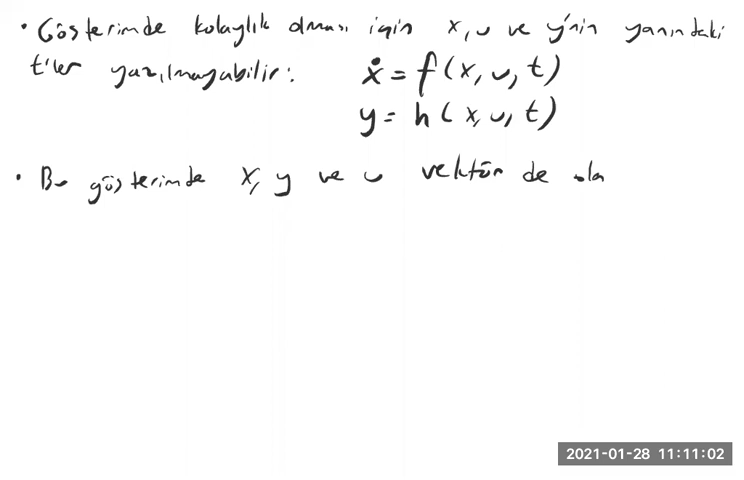 • Gösterimde kolaylık olması için x, u ve y'nin yanındaki
t'ler yazılmayabilir: ẋ = f(x, u, t)
y = h(x, u, t)
• Bu gösterimde x, y ve u vektör de ola
2021-01-28 11:11:02